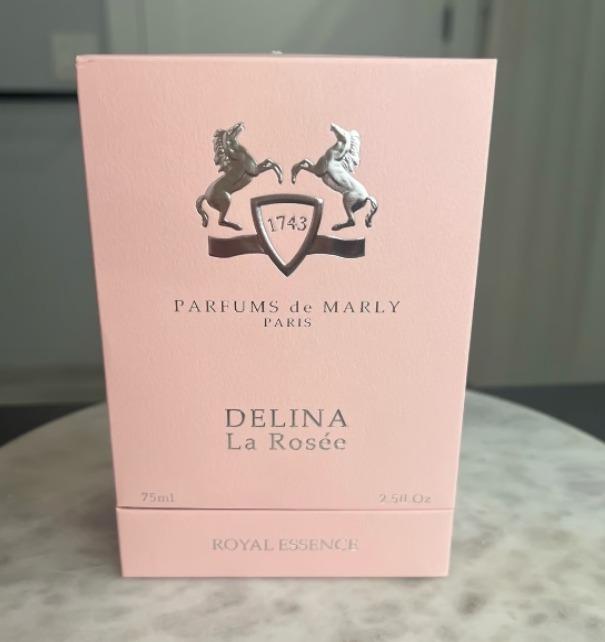 1743
PARFUMS de MARLY
PARIS
DELINA
La Rosée
75ml 2.5fl.Oz
ROYAL ESSENCE